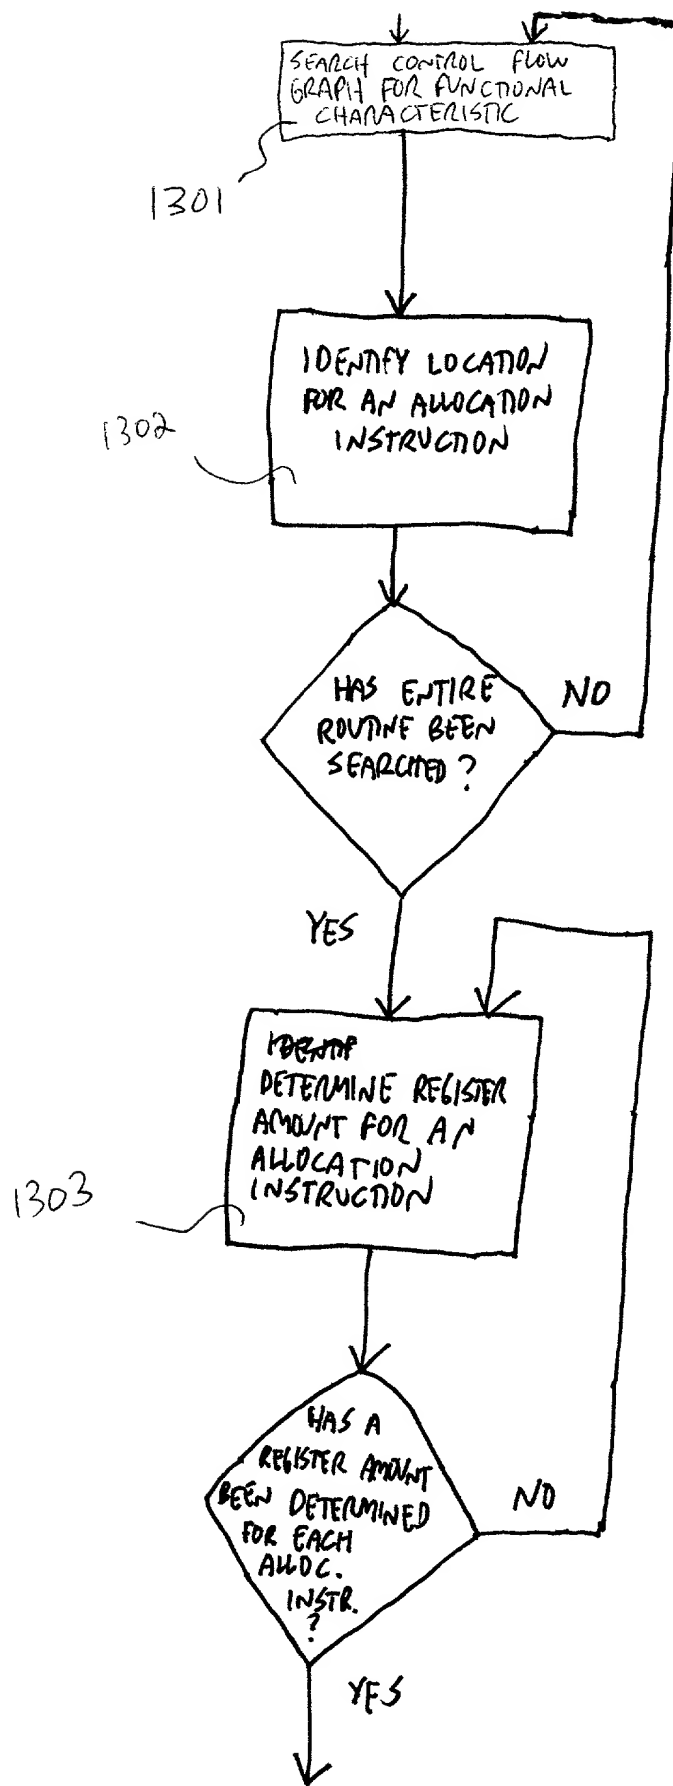 SEARCH CONTROL FLOW
GRAPH FOR FUNCTIONAL
CHARACTERISTIC
1301
IDENTIFY LOCATION
FOR AN ALLOCATION
INSTRUCTION
1302
HAS ENTIRE
ROUTINE BEEN
SEARCHED?
NO
YES
IDENTIF
DETERMINE REGISTER
AMOUNT FOR AN
ALLOCATION
INSTRUCTION
1303
HAS A
REGISTER AMOUNT
BEEN DETERMINED
FOR EACH
ALLOC.
INSTR.
?
NO
YES